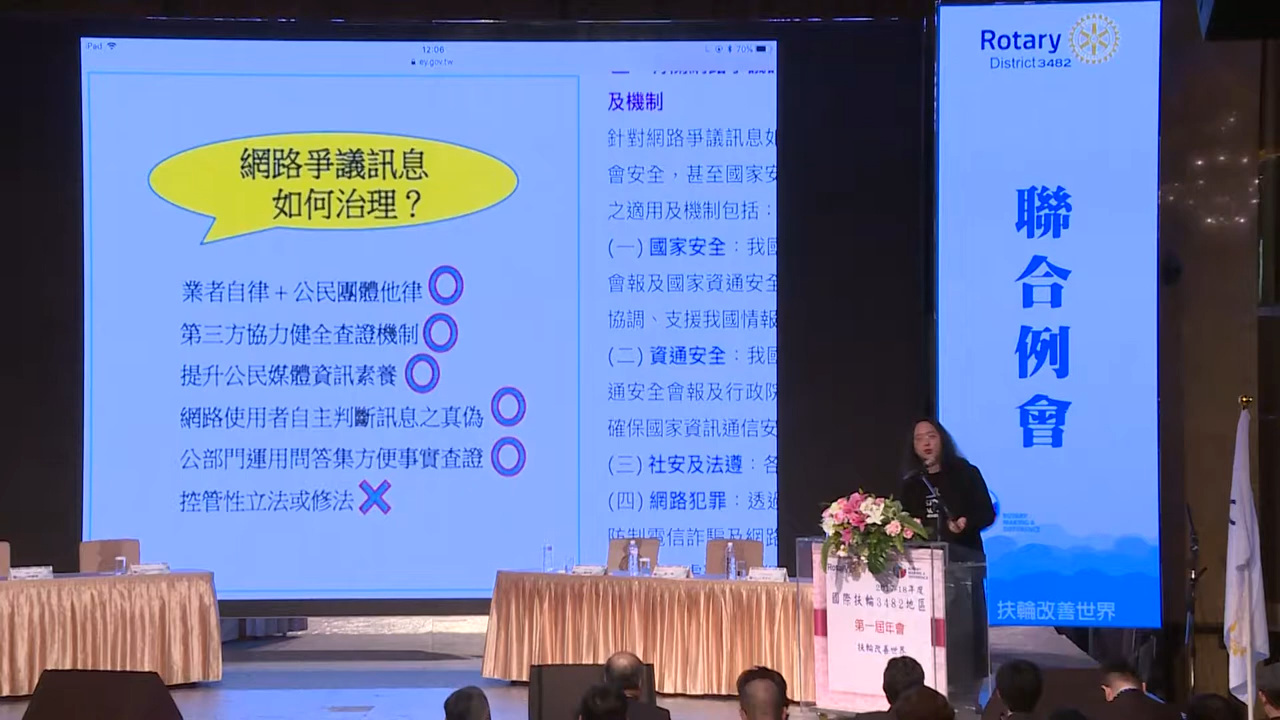 iPad
12:06
70%
ey.gov.tw
網路爭議訊息
如何治理？
業者自律＋公民團體他律
第三方協力健全查證機制
提升公民媒體資訊素養
網路使用者自主判斷訊息之真偽
公部門運用問答集方便事實查證
控管性立法或修法
及機制
針對網路爭議訊息如
會安全，甚至國家安
之適用及機制包括：
(一) 國家安全：我國
會報及國家資通安全
協調、支援我國情報
(二) 資通安全：我國
通安全會報及行政院
確保國家資訊通信安
(三) 社安及法遵：各
(四) 網路犯罪：透過
防制電信詐騙及網路
Rotary
District 3482
聯合例會
ROTARY:
MAKING A
DIFFERENCE
扶輪改善世界
Rotary
18年度
國際扶輪3482地區
第一屆年會
扶輪改善世界